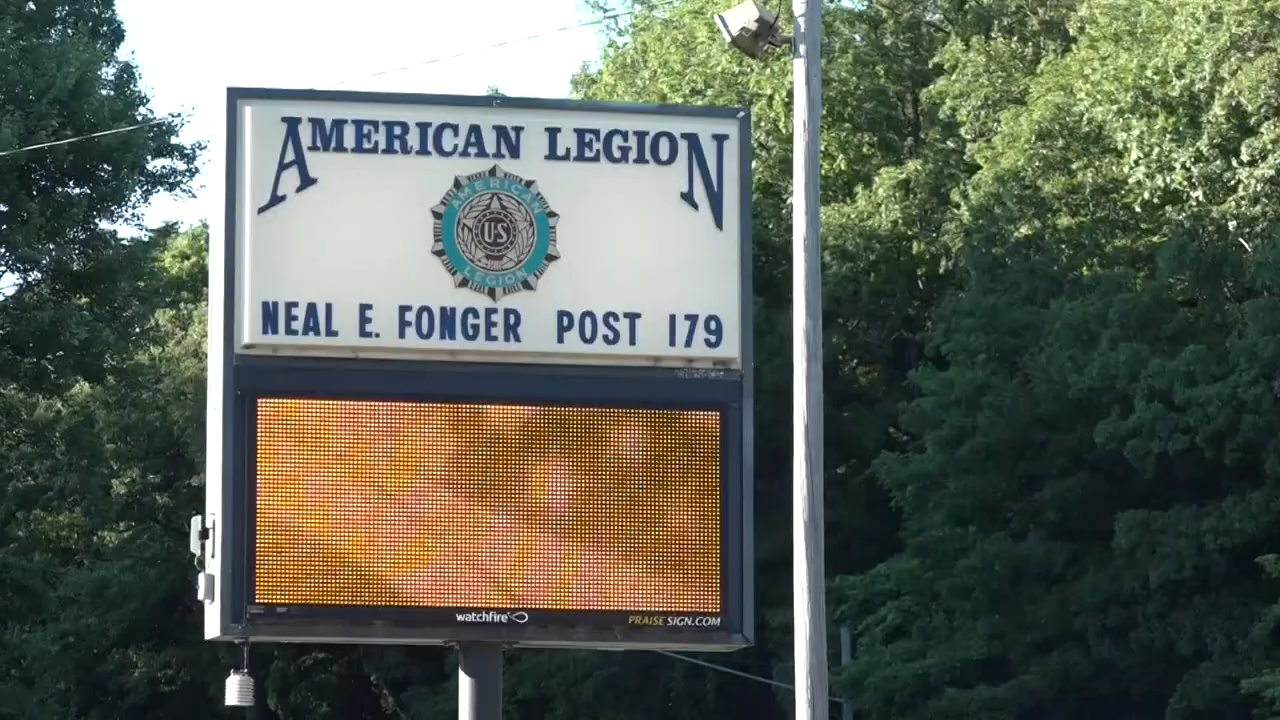 AMERICAN LEGION
AMERICAN
U.S
LEGION
NEAL E. FONGER POST 179
watchfire
PRAISESIGN.COM